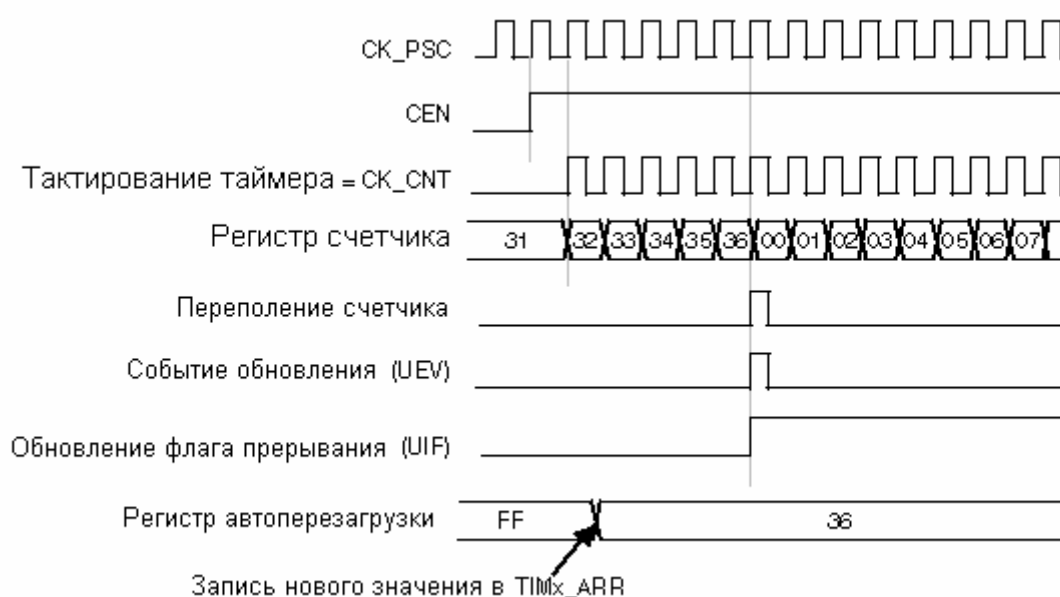 CK_PSC
CEN
Тактирование таймера = CK_CNT
Регистр счетчика 31 32 33 34 35 36 00 01 02 03 04 05 06 07
Переполение счетчика
Событие обновления (UEV)
Обновление флага прерывания (UIF)
Регистр автоперезагрузки FF 36
Запись нового значения в TIMx_ARR